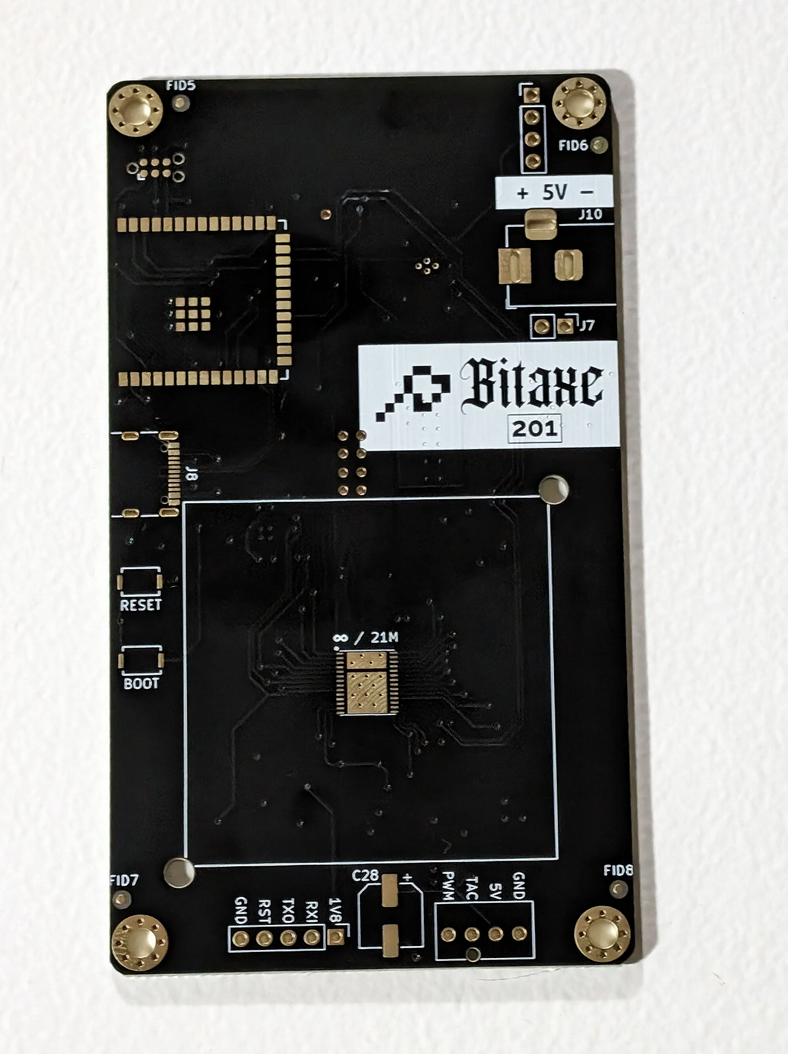 FID5
FID6
+ 5V −
J10
J7
Bitaxe
201
J8
RESET
∞ / 21M
BOOT
FID7
C28
+
FID8
PWM
TAC
5V
GND
GND
RST
TXO
RXI
1V8